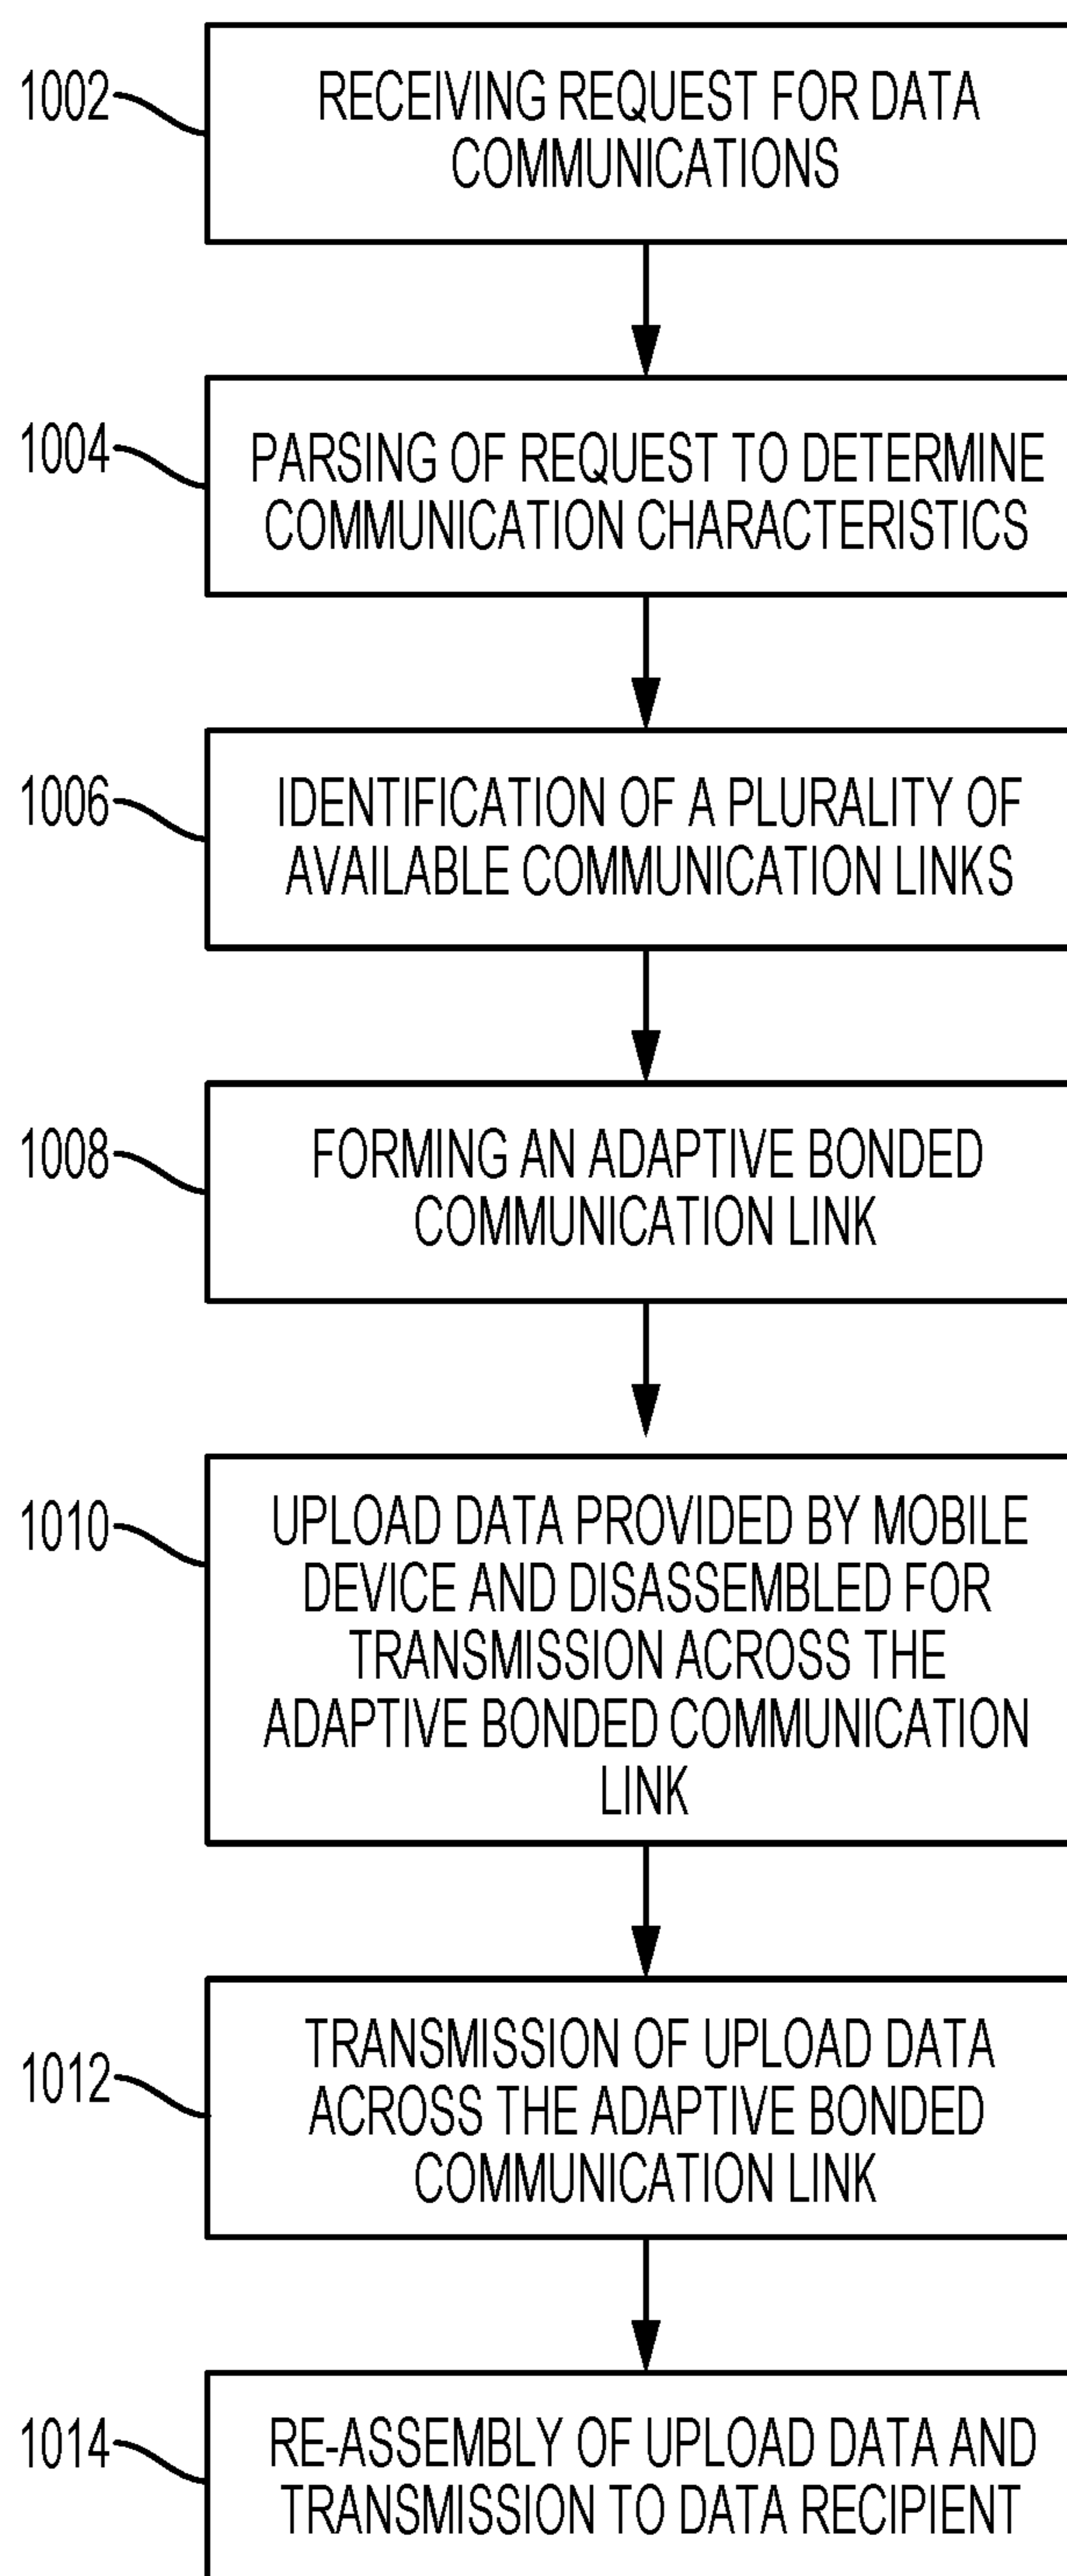 1002
RECEIVING REQUEST FOR DATA
COMMUNICATIONS
1004
PARSING OF REQUEST TO DETERMINE
COMMUNICATION CHARACTERISTICS
1006
IDENTIFICATION OF A PLURALITY OF
AVAILABLE COMMUNICATION LINKS
1008
FORMING AN ADAPTIVE BONDED
COMMUNICATION LINK
1010
UPLOAD DATA PROVIDED BY MOBILE
DEVICE AND DISASSEMBLED FOR
TRANSMISSION ACROSS THE
ADAPTIVE BONDED COMMUNICATION
LINK
1012
TRANSMISSION OF UPLOAD DATA
ACROSS THE ADAPTIVE BONDED
COMMUNICATION LINK
1014
RE-ASSEMBLY OF UPLOAD DATA AND
TRANSMISSION TO DATA RECIPIENT